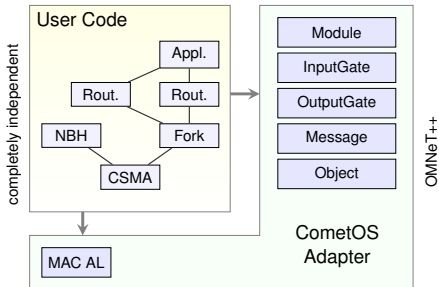 completely independent
User Code
Appl.
Rout.
Rout.
NBH
Fork
CSMA
Module
InputGate
OutputGate
Message
Object
CometOS
Adapter
MAC AL
OMNeT++